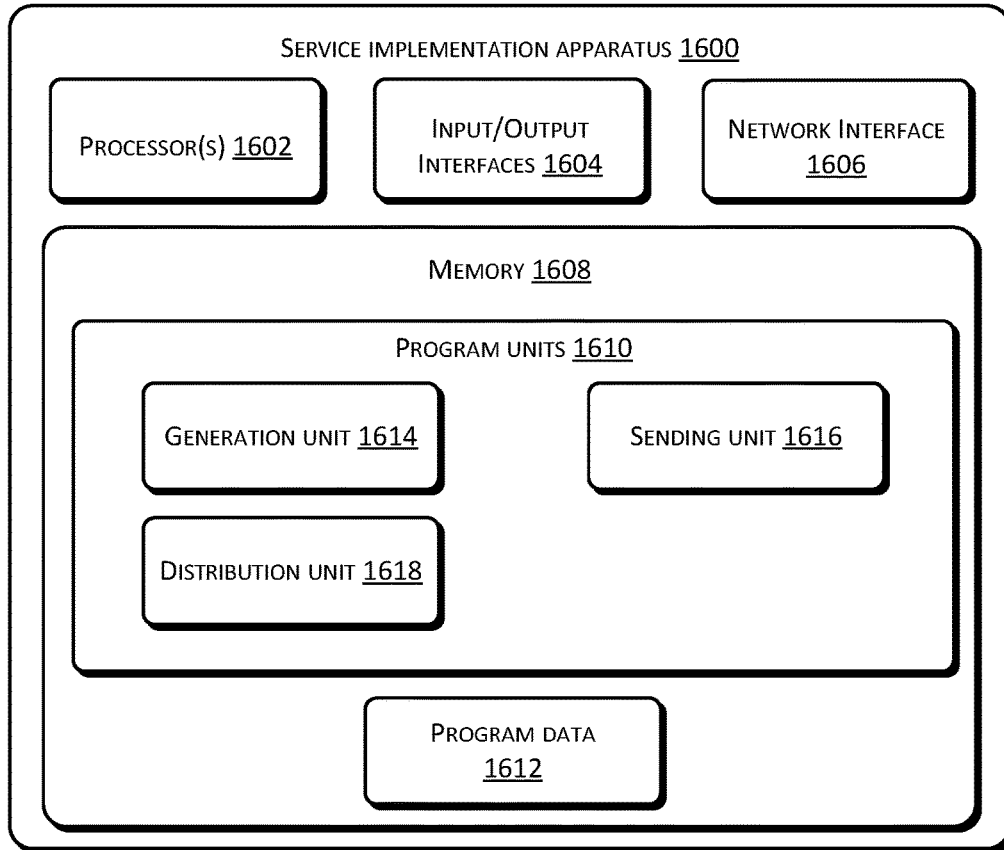 SERVICE IMPLEMENTATION APPARATUS 1600
PROCESSOR(S) 1602
INPUT/OUTPUT
INTERFACES 1604
NETWORK INTERFACE
1606
MEMORY 1608
PROGRAM UNITS 1610
GENERATION UNIT 1614
SENDING UNIT 1616
DISTRIBUTION UNIT 1618
PROGRAM DATA
1612